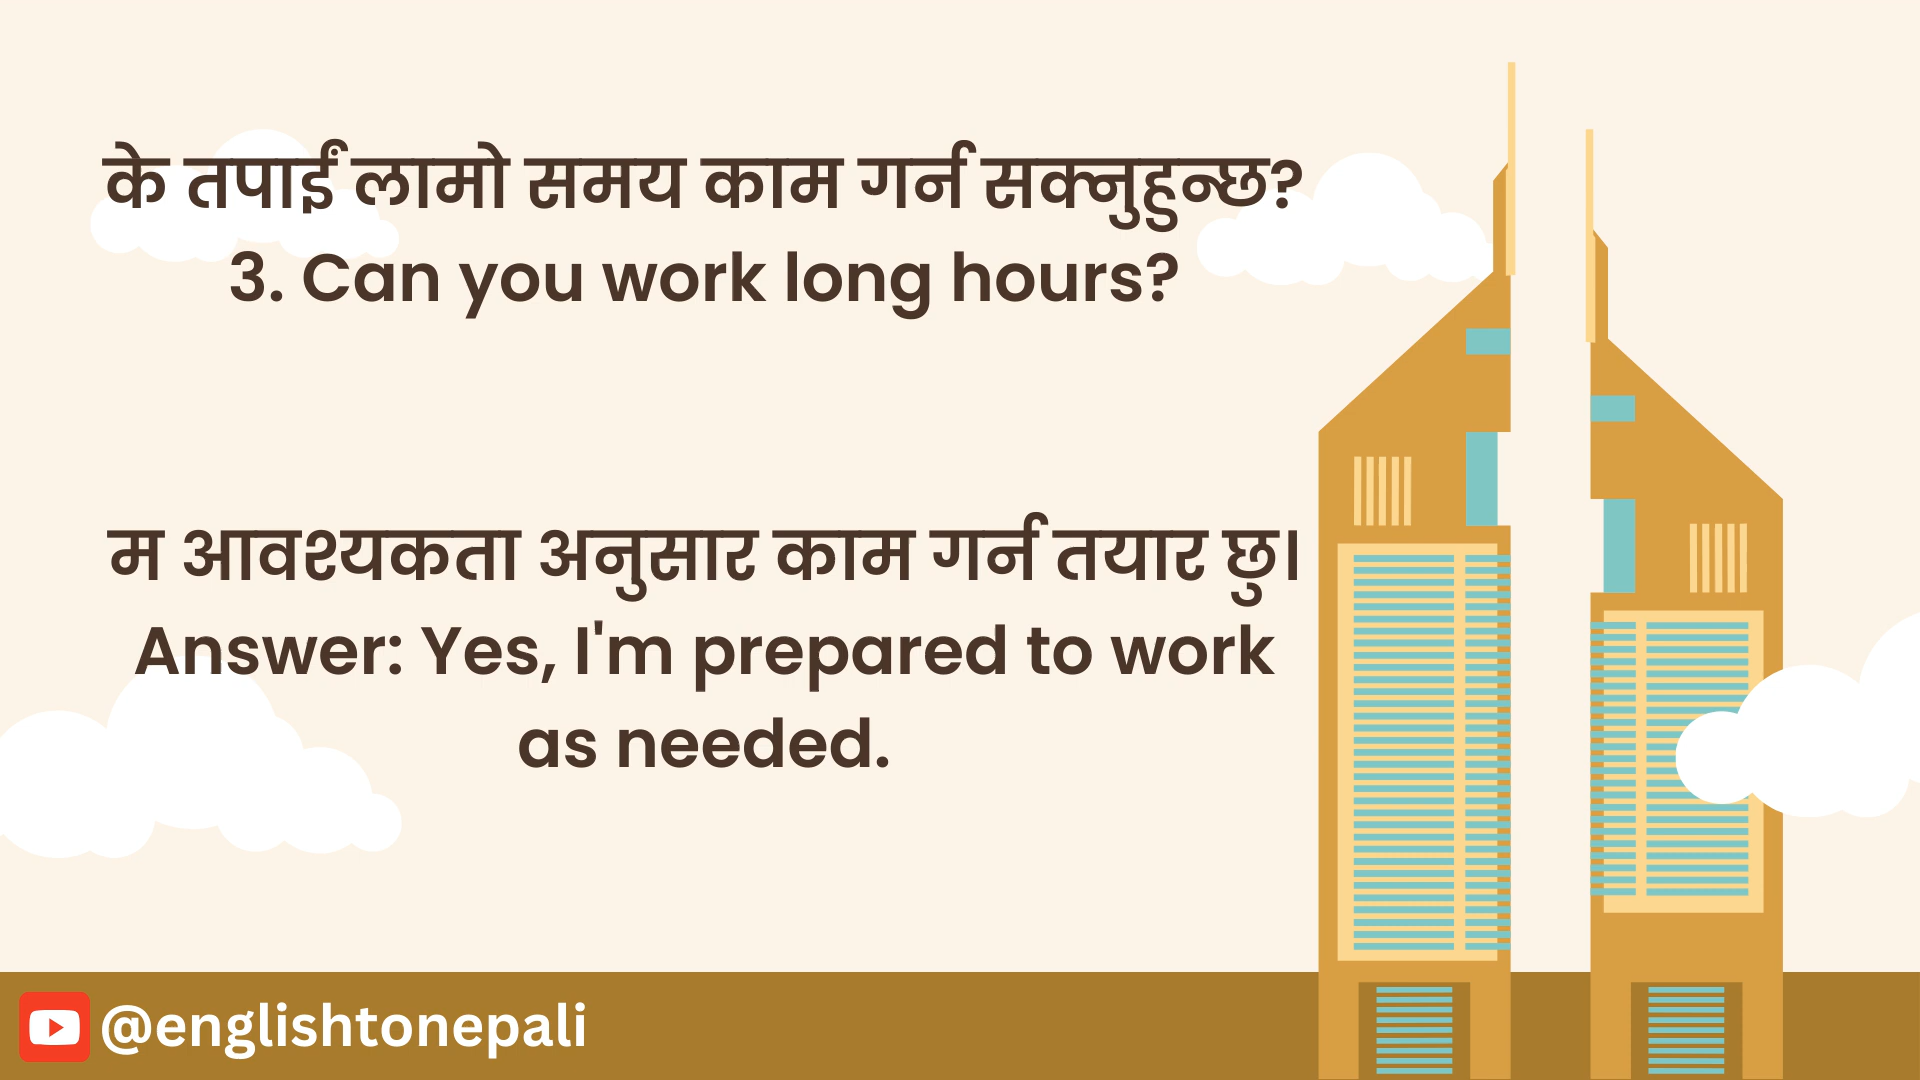 के तपाईं लामो समय काम गर्न सक्नुहुन्छ?
3. Can you work long hours?
म आवश्यकता अनुसार काम गर्न तयार छु।
Answer: Yes, I'm prepared to work
as needed.
@englishtonepali